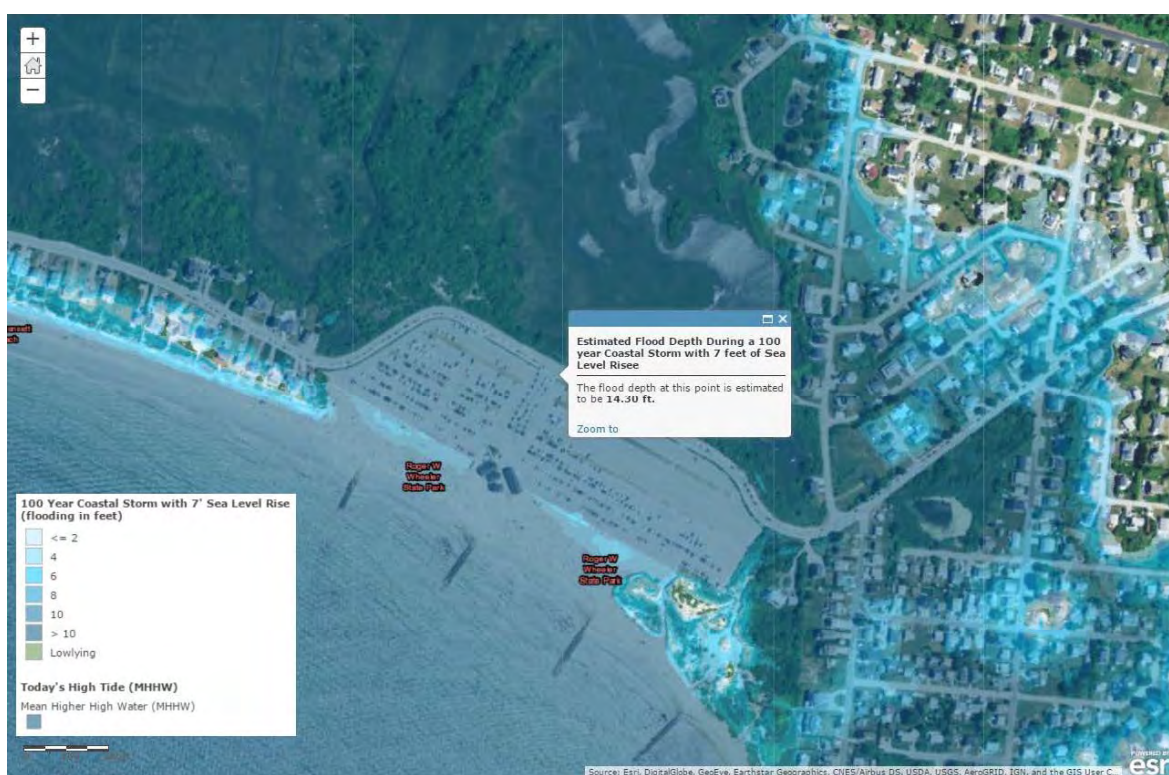 +
−
Estimated Flood Depth During a 100
year Coastal Storm with 7 feet of Sea
Level Risee
The flood depth at this point is estimated
to be 14.30 ft.
Zoom to
Roger W
Wheeler
State Park
Roger W
Wheeler
State Park
100 Year Coastal Storm with 7' Sea Level Rise
(flooding in feet)
<= 2
4
6
8
10
> 10
Lowlying
Today's High Tide (MHHW)
Mean Higher High Water (MHHW)
POWERED BY
esri
Source: Esri, DigitalGlobe, GeoEye, Earthstar Geographics, CNES/Airbus DS, USDA, USGS, AeroGRID, IGN, and the GIS User C...